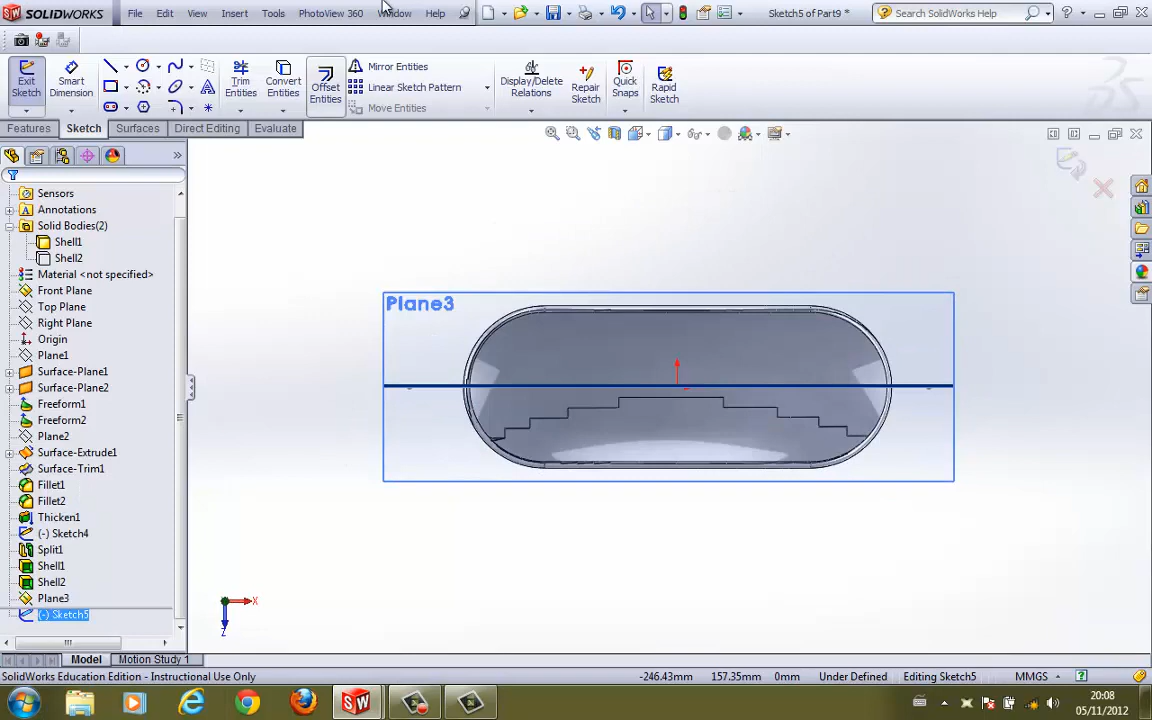 SW SOLIDWORKS File Edit View Insert Tools PhotoView 360 Window Help Sketch5 of Part9 * Search SolidWorks Help
Exit Sketch Smart Dimension Trim Entities Convert Entities Offset Entities Mirror Entities Linear Sketch Pattern Move Entities Display/Delete Relations Repair Sketch Quick Snaps Rapid Sketch
Features Sketch Surfaces Direct Editing Evaluate
Sensors
Annotations
Solid Bodies(2)
Shell1
Shell2
Material <not specified>
Front Plane
Top Plane
Right Plane
Origin
Plane1
Surface-Plane1
Surface-Plane2
Freeform1
Freeform2
Plane2
Surface-Extrude1
Surface-Trim1
Fillet1
Fillet2
Thicken1
(-) Sketch4
Split1
Shell1
Shell2
Plane3
(-) Sketch5
Plane3
X
Z
Model Motion Study 1
SolidWorks Education Edition - Instructional Use Only -246.43mm 157.35mm 0mm Under Defined Editing Sketch5 MMGS
20:08
05/11/2012